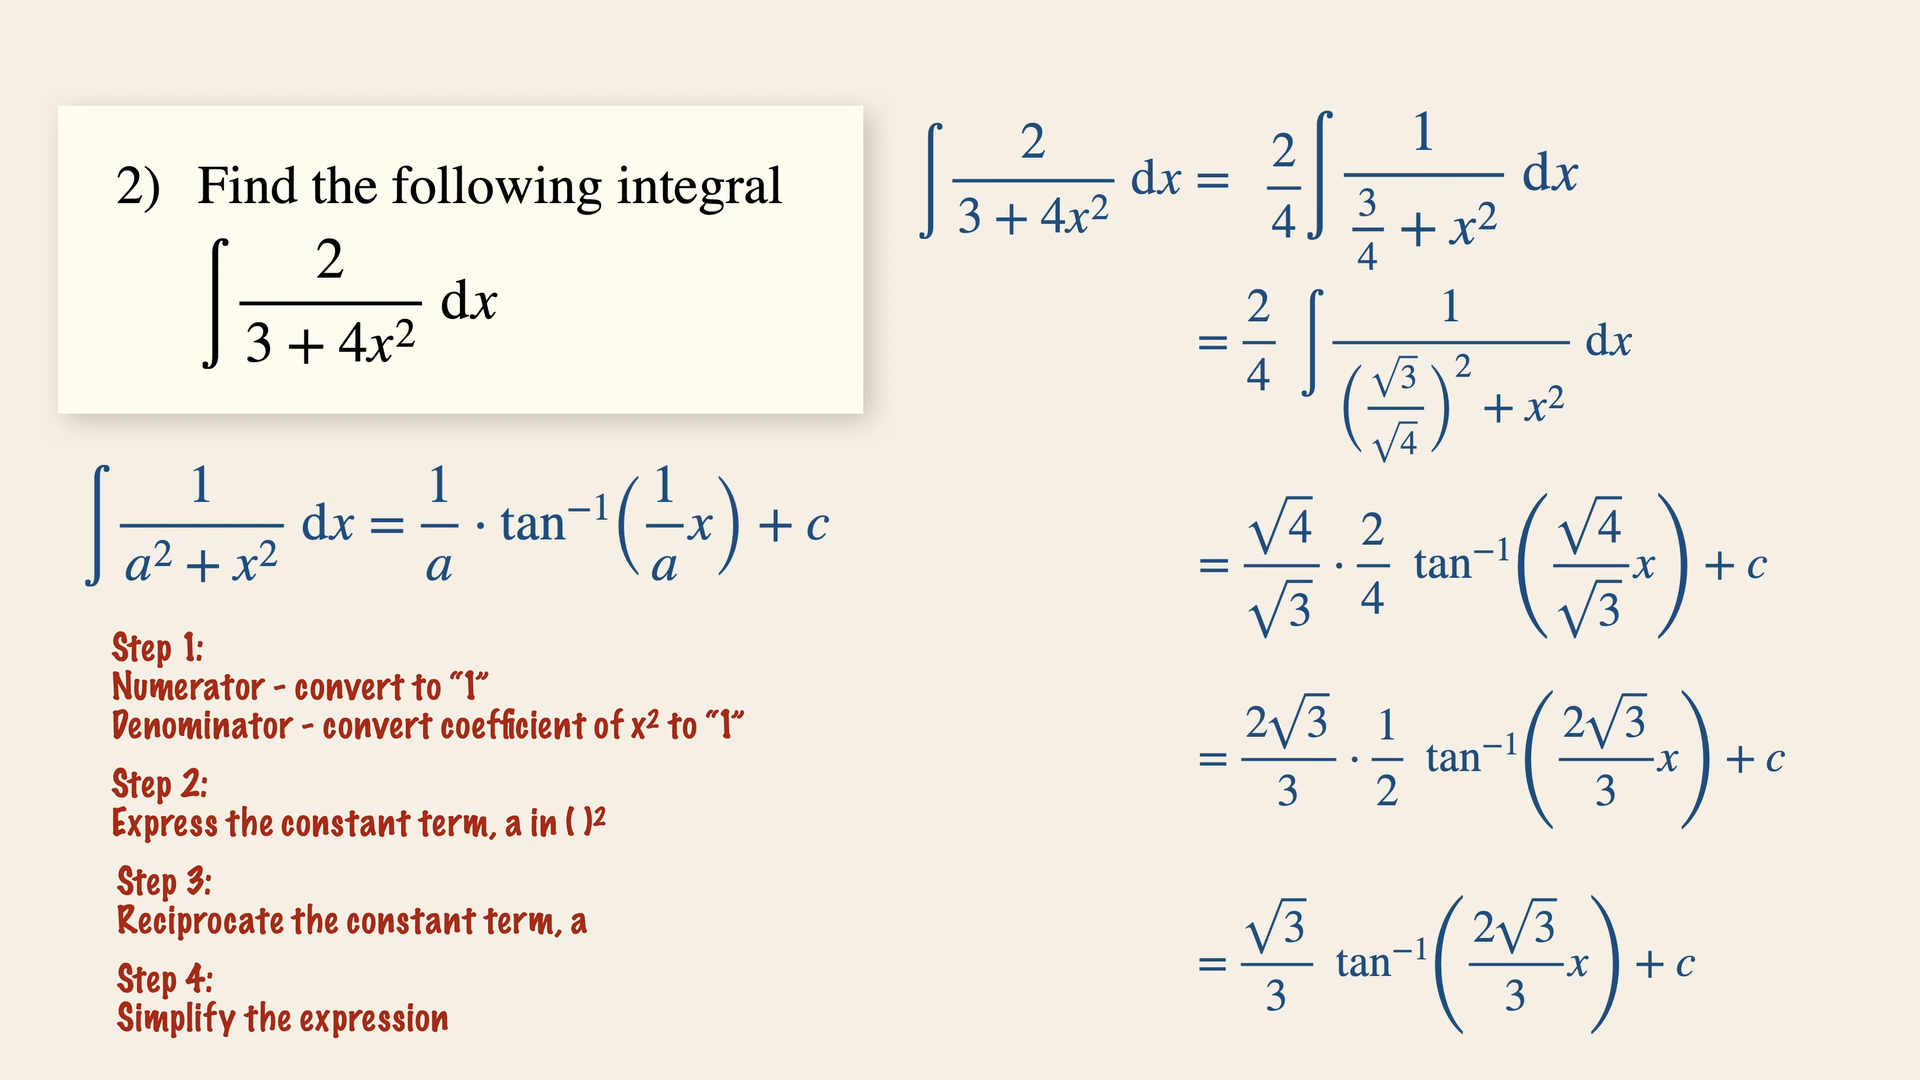 2) Find the following integral
∫ 2/(3 + 4x²) dx
∫ 1/(a² + x²) dx = 1/a · tan⁻¹(1/a x) + c
Step 1:
Numerator - convert to “1”
Denominator - convert coefficient of x² to “1”
Step 2:
Express the constant term, a in ( )²
Step 3:
Reciprocate the constant term, a
Step 4:
Simplify the expression
∫ 2/(3 + 4x²) dx = 2/4 ∫ 1/(3/4 + x²) dx
= 2/4 ∫ 1/((√3/√4)² + x²) dx
= √4/√3 · 2/4 tan⁻¹(√4/√3 x) + c
= 2√3/3 · 1/2 tan⁻¹(2√3/3 x) + c
= √3/3 tan⁻¹(2√3/3 x) + c